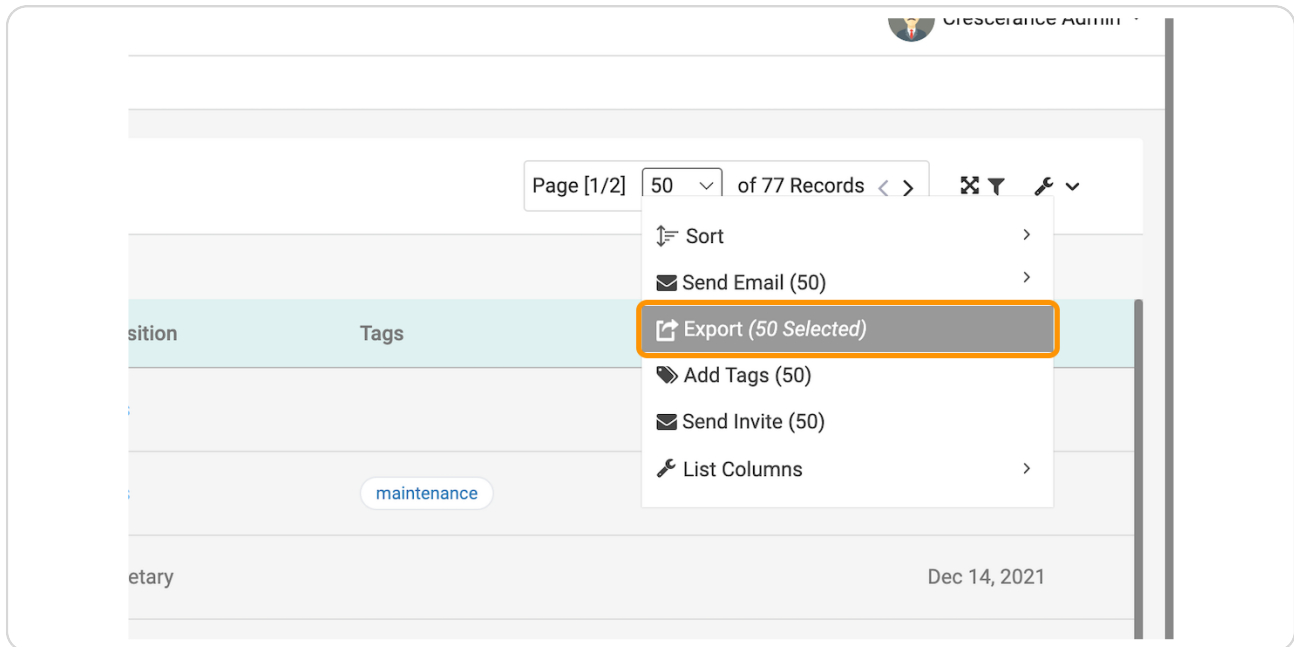 Crescerance Admin
Page [1/2] 50 of 77 Records
Sort
Send Email (50)
Export (50 Selected)
sition Tags
Add Tags (50)
Send Invite (50)
List Columns
maintenance
etary Dec 14, 2021